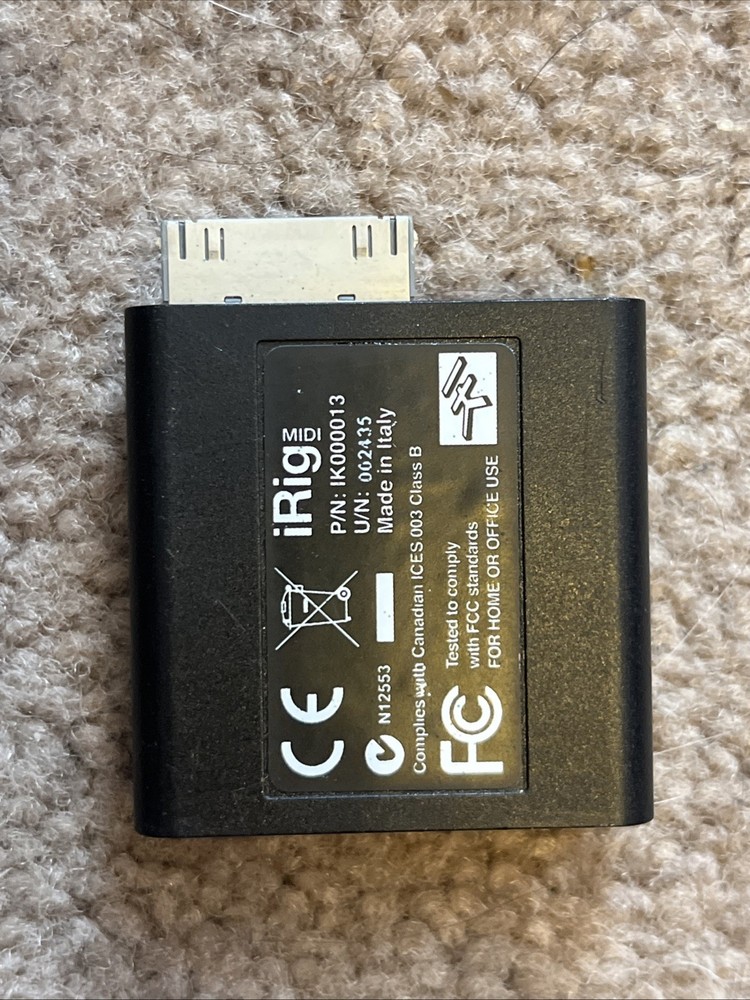 iRig MIDI
P/N: IK000013
U/N: 062435
Made in Italy
CE
N12553
Complies with Canadian ICES 003 Class B
FC
Tested to comply
with FCC standards
FOR HOME OR OFFICE USE
IK